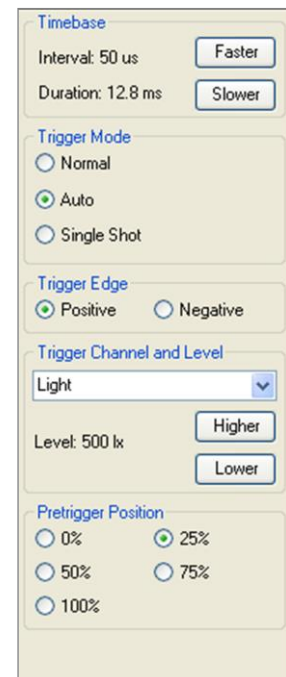 Timebase
Interval: 50 us Faster
Duration: 12.8 ms Slower
Trigger Mode
Normal
Auto
Single Shot
Trigger Edge
Positive Negative
Trigger Channel and Level
Light
Level: 500 lx Higher
Lower
Pretrigger Position
0% 25%
50% 75%
100%